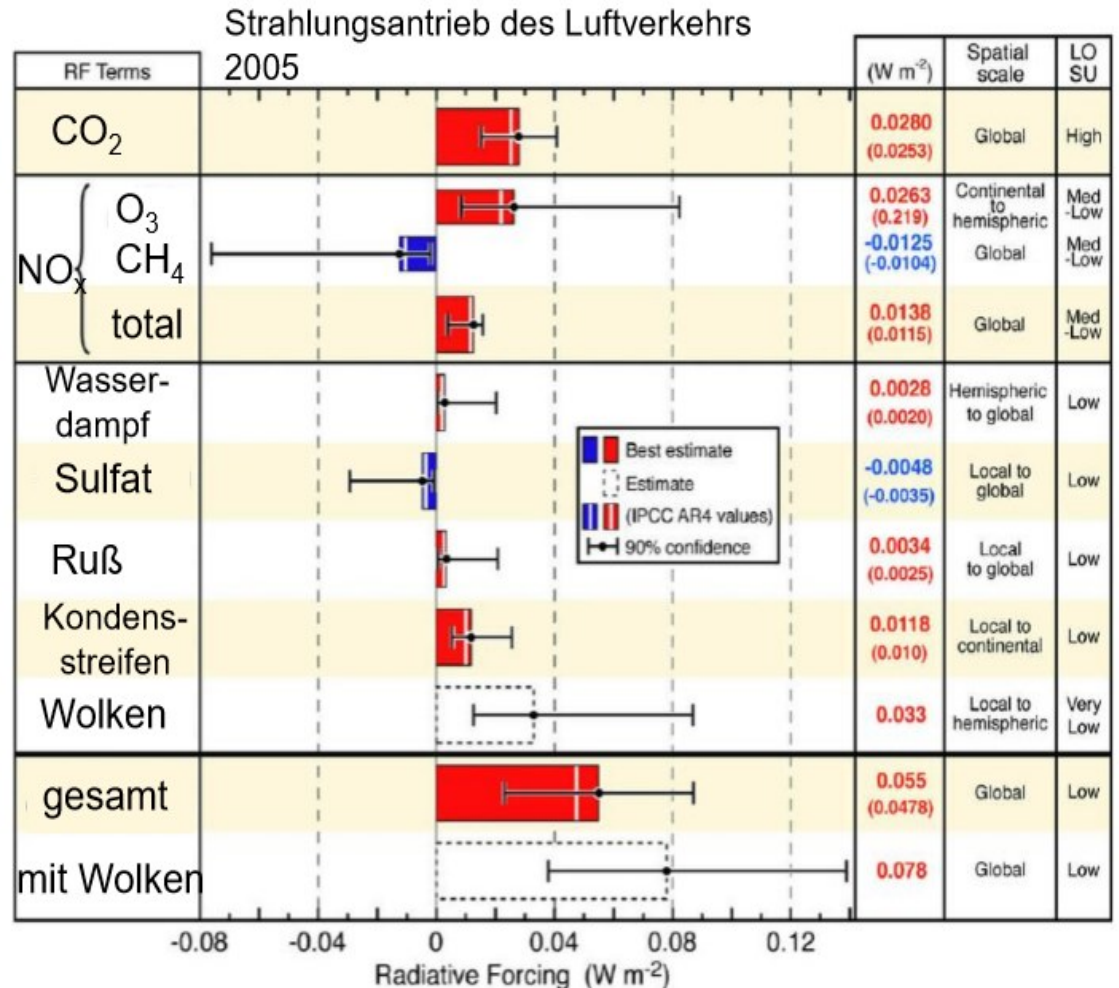 Strahlungsantrieb des Luftverkehrs
2005
RF Terms
(W m⁻²)
Spatial
scale
LO
SU
CO₂
0.0280
(0.0253)
Global
High
NOₓ
O₃
0.0263
(0.219)
Continental
to
hemispheric
Med
-Low
CH₄
-0.0125
(-0.0104)
Global
Med
-Low
total
0.0138
(0.0115)
Global
Med
-Low
Wasser-
dampf
0.0028
(0.0020)
Hemispheric
to global
Low
Sulfat
-0.0048
(-0.0035)
Local to
global
Low
Ruß
0.0034
(0.0025)
Local
to global
Low
Kondens-
streifen
0.0118
(0.010)
Local to
continental
Low
Wolken
0.033
Local to
hemispheric
Very
Low
gesamt
0.055
(0.0478)
Global
Low
mit Wolken
0.078
Global
Low
Best estimate
Estimate
(IPCC AR4 values)
90% confidence
-0.08 -0.04 0 0.04 0.08 0.12
Radiative Forcing (W m⁻²)